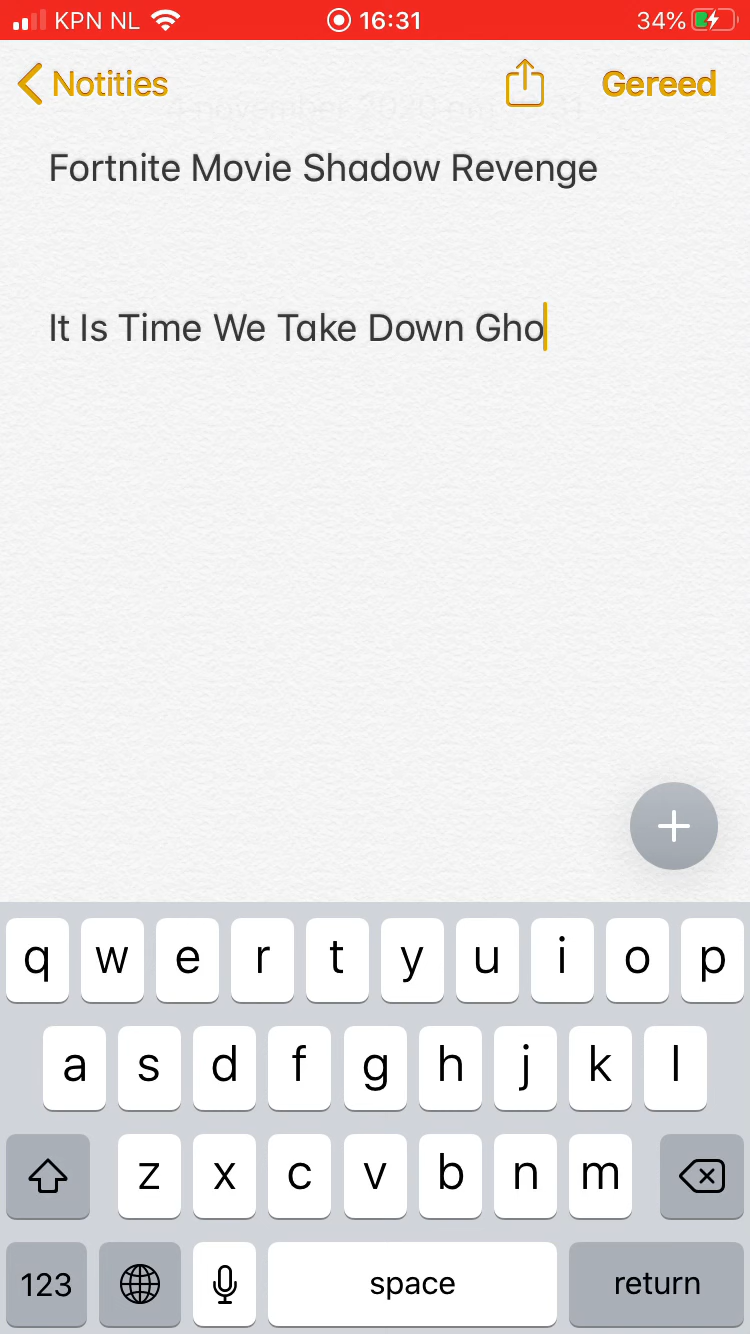 KPN NL 16:31 34%
Notities Gereed
Fortnite Movie Shadow Revenge
It Is Time We Take Down Gho
q w e r t y u i o p
a s d f g h j k l
z x c v b n m
123 space return